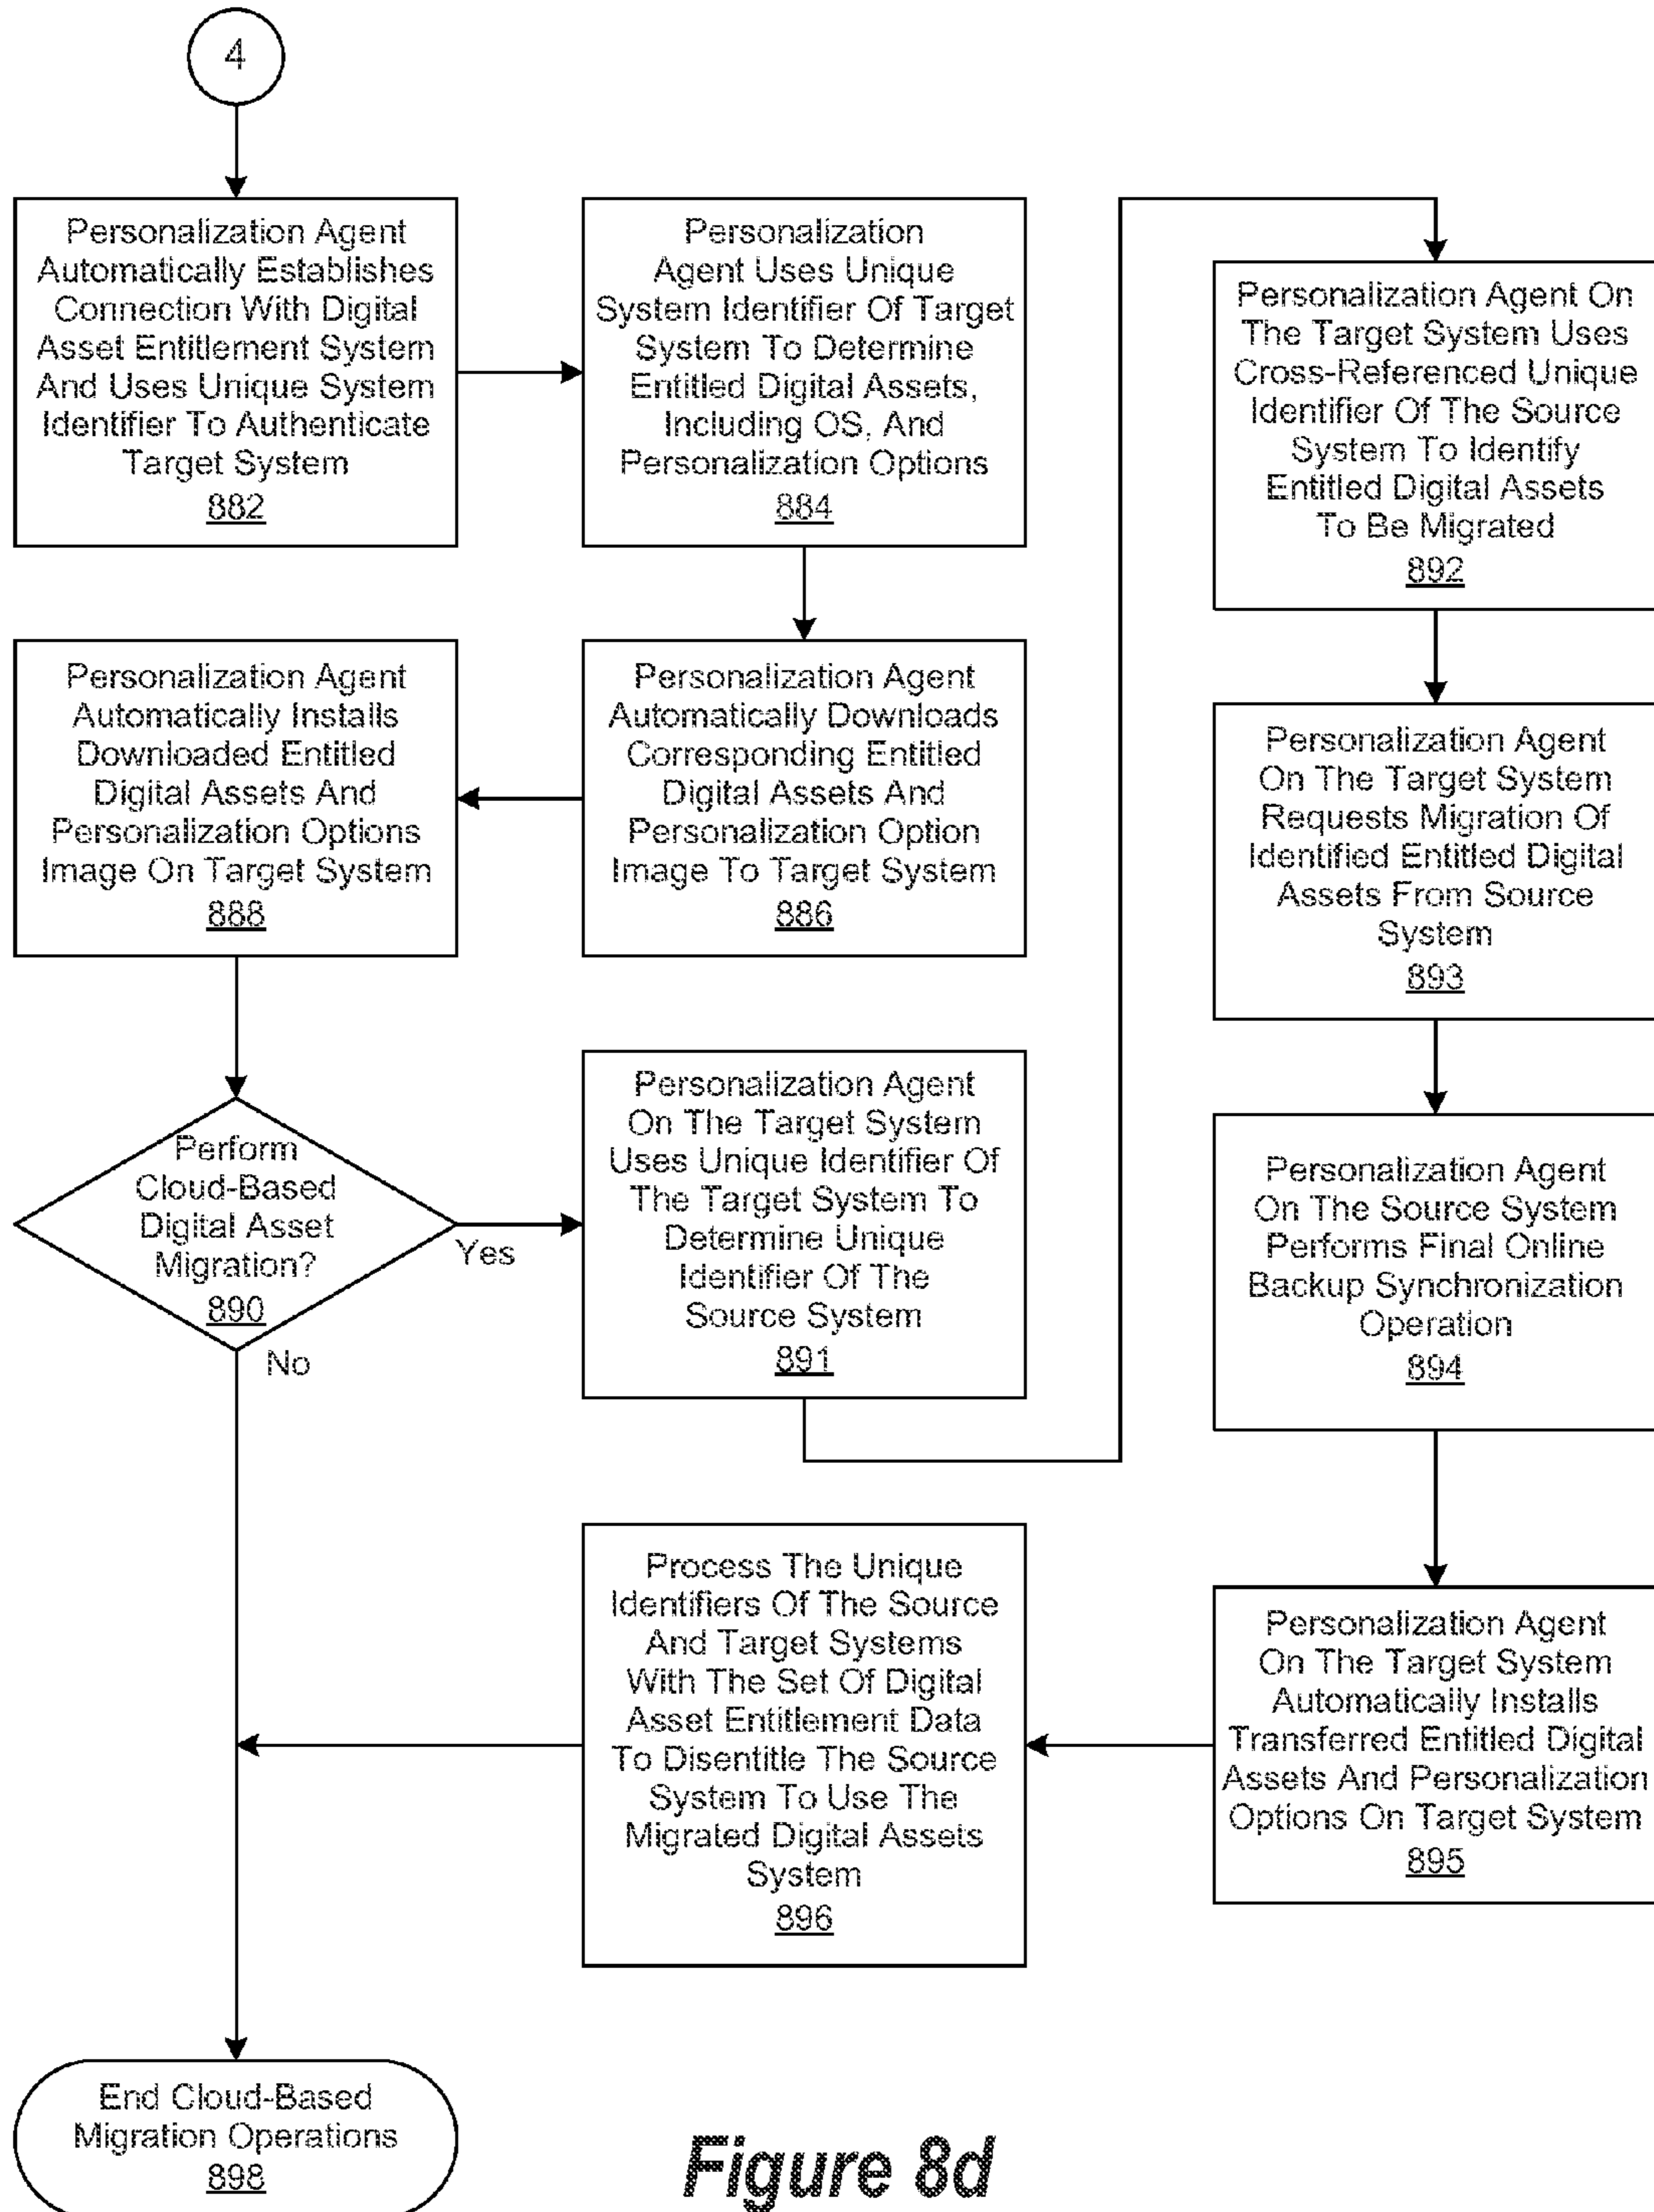 4
Personalization Agent
Automatically Establishes
Connection With Digital
Asset Entitlement System
And Uses Unique System
Identifier To Authenticate
Target System
882
Personalization
Agent Uses Unique
System Identifier Of Target
System To Determine
Entitled Digital Assets,
Including OS, And
Personalization Options
884
Personalization Agent
Automatically Downloads
Corresponding Entitled
Digital Assets And
Personalization Option
Image To Target System
886
Personalization Agent
Automatically Installs
Downloaded Entitled
Digital Assets And
Personalization Options
Image On Target System
888
Perform
Cloud-Based
Digital Asset
Migration?
890
Yes
No
Personalization Agent
On The Target System
Uses Unique Identifier Of
The Target System To
Determine Unique
Identifier Of The
Source System
891
Personalization Agent On
The Target System Uses
Cross-Referenced Unique
Identifier Of The Source
System To Identify
Entitled Digital Assets
To Be Migrated
892
Personalization Agent
On The Target System
Requests Migration Of
Identified Entitled Digital
Assets From Source
System
893
Personalization Agent
On The Source System
Performs Final Online
Backup Synchronization
Operation
894
Personalization Agent
On The Target System
Automatically Installs
Transferred Entitled Digital
Assets And Personalization
Options On Target System
895
Process The Unique
Identifiers Of The Source
And Target Systems
With The Set Of Digital
Asset Entitlement Data
To Disentitle The Source
System To Use The
Migrated Digital Assets
System
896
End Cloud-Based
Migration Operations
898
Figure 8d